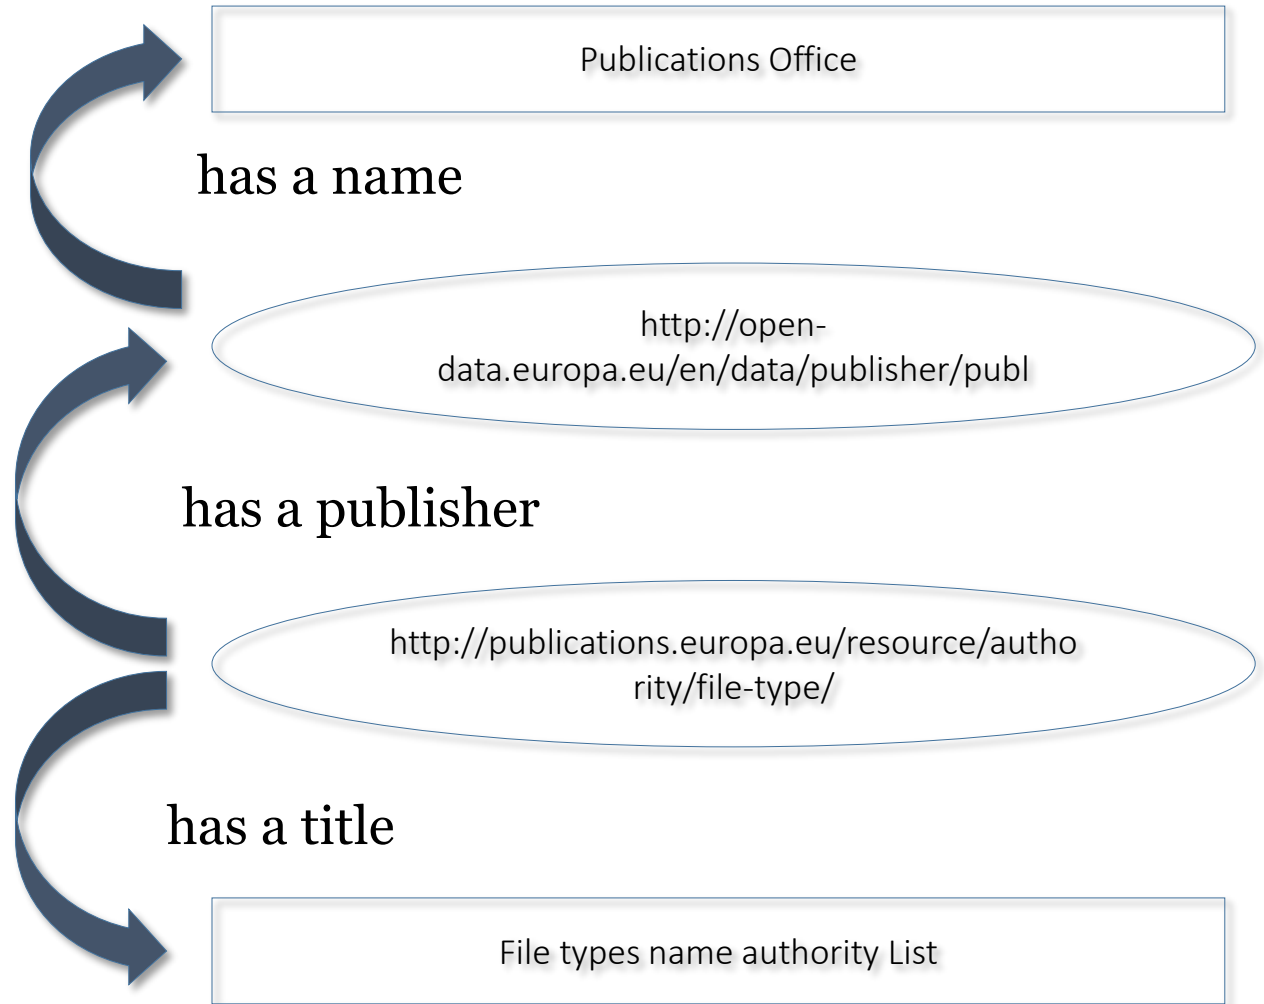 Publications Office
has a name
http://open-
data.europa.eu/en/data/publisher/publ
has a publisher
http://publications.europa.eu/resource/autho
rity/file-type/
has a title
File types name authority List